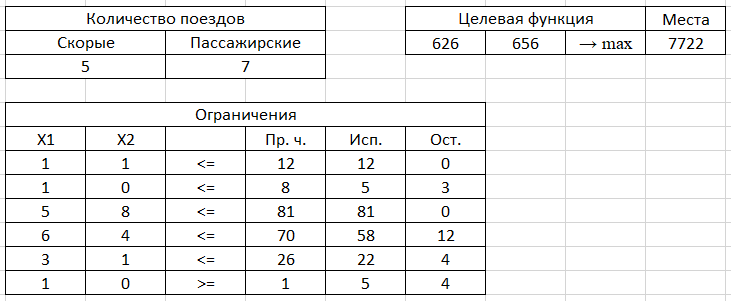 Количество поездов Целевая функция Места
Скорые Пассажирские 626 656 → max 7722
5 7
Ограничения
X1 X2 Пр. ч. Исп. Ост.
1 1 <= 12 12 0
1 0 <= 8 5 3
5 8 <= 81 81 0
6 4 <= 70 58 12
3 1 <= 26 22 4
1 0 >= 1 5 4